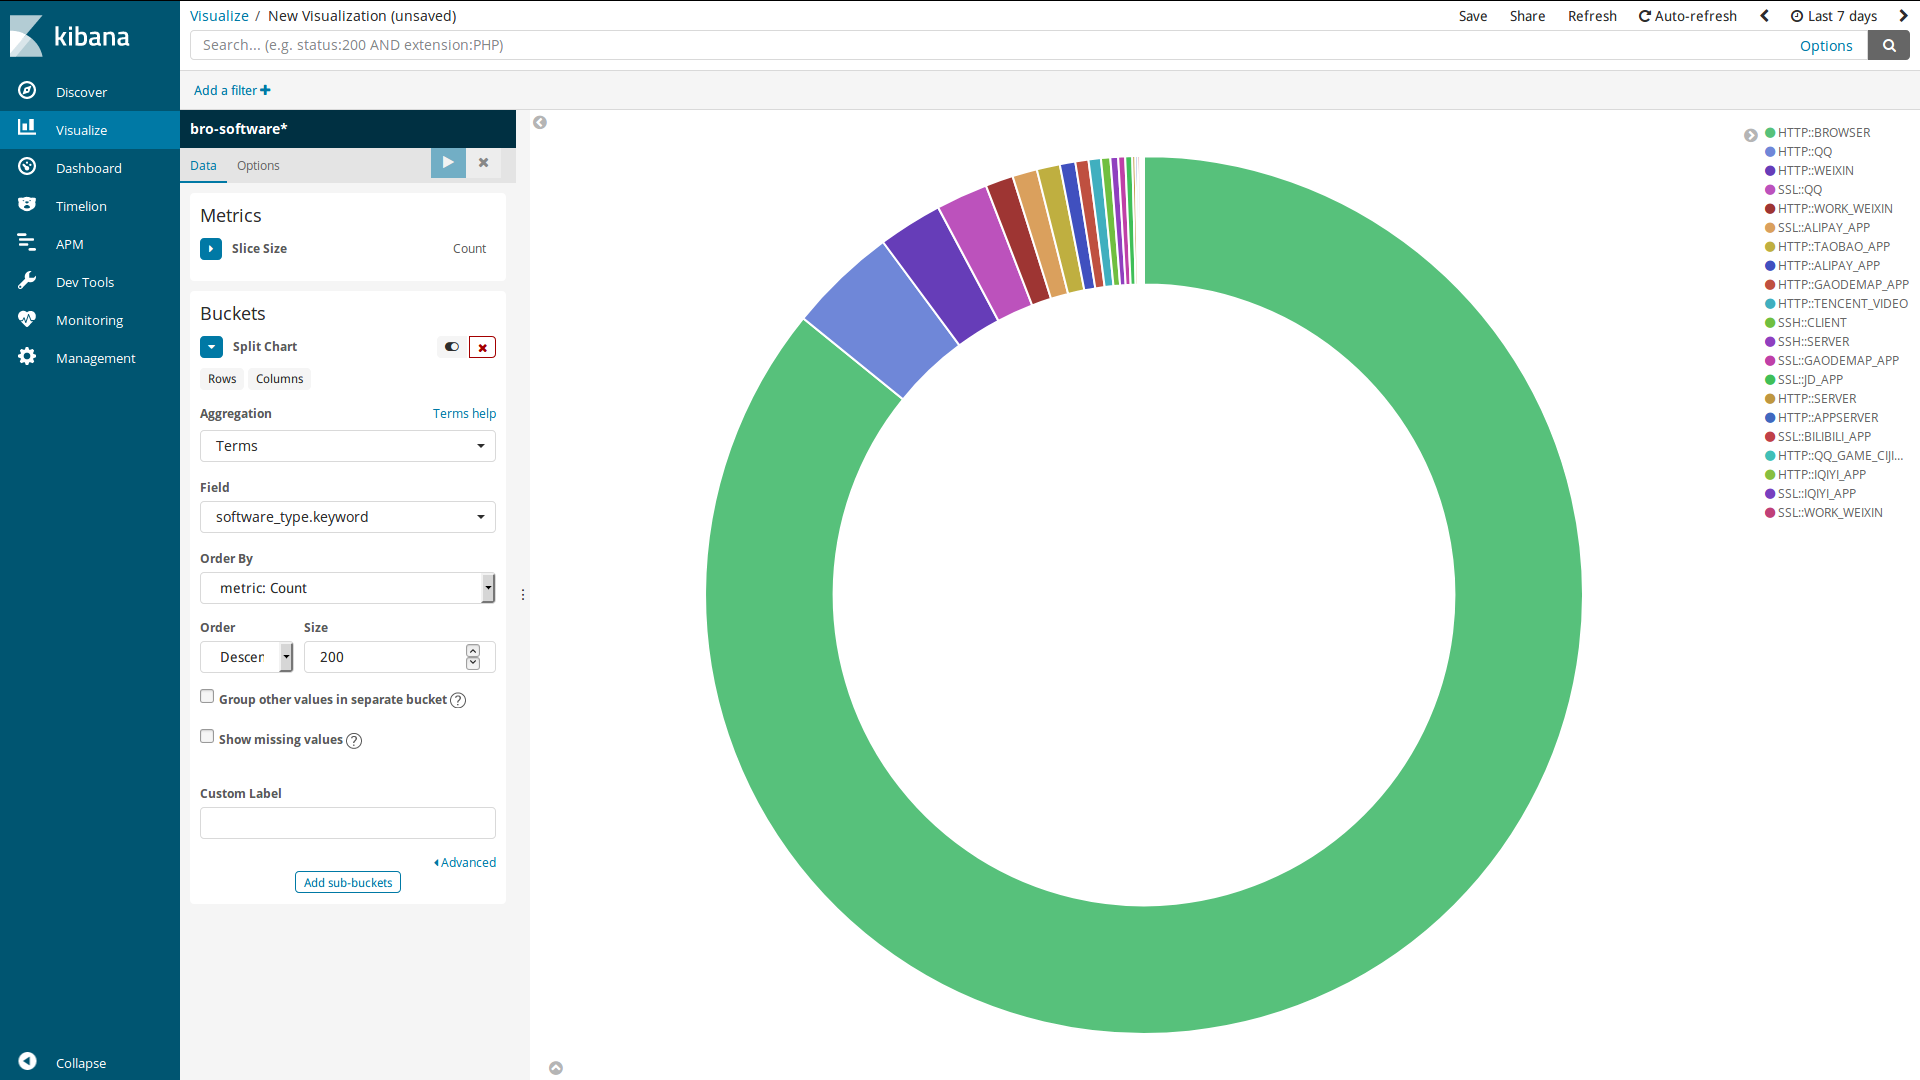 kibana
Discover
Visualize
Dashboard
Timelion
APM
Dev Tools
Monitoring
Management
Collapse
Visualize / New Visualization (unsaved)
Save Share Refresh Auto-refresh Last 7 days
Search... (e.g. status:200 AND extension:PHP)
Options
Add a filter
bro-software*
Data Options
Metrics
Slice Size Count
Buckets
Split Chart
Rows Columns
Aggregation Terms help
Terms
Field
software_type.keyword
Order By
metric: Count
Order Size
Descer 200
Group other values in separate bucket ?
Show missing values ?
Custom Label
Advanced
Add sub-buckets
HTTP::BROWSER
HTTP::QQ
HTTP::WEIXIN
SSL::QQ
HTTP::WORK_WEIXIN
SSL::ALIPAY_APP
HTTP::TAOBAO_APP
HTTP::ALIPAY_APP
HTTP::GAODEMAP_APP
HTTP::TENCENT_VIDEO
SSH::CLIENT
SSH::SERVER
SSL::GAODEMAP_APP
SSL::JD_APP
HTTP::SERVER
HTTP::APPSERVER
SSL::BILIBILI_APP
HTTP::QQ_GAME_CIJI...
HTTP::IQIYI_APP
SSL::IQIYI_APP
SSL::WORK_WEIXIN